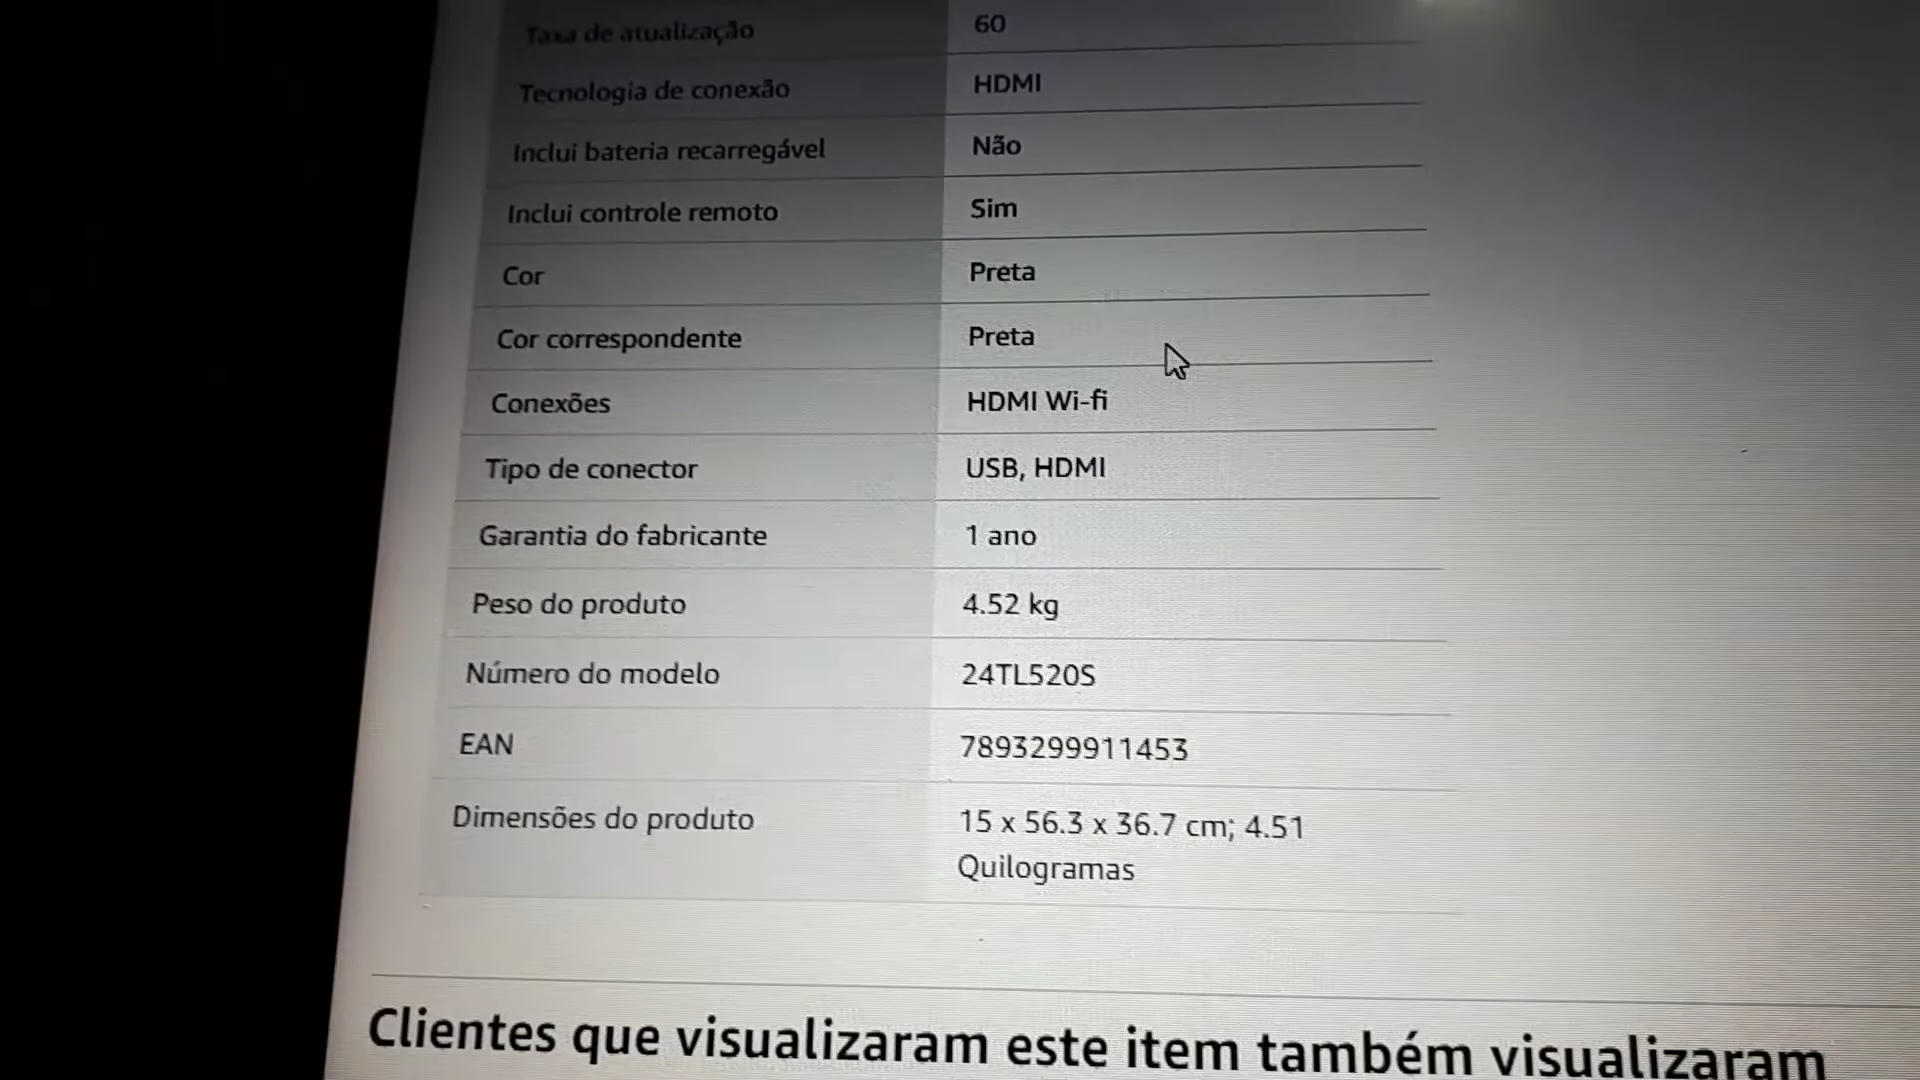 Taxa de atualização 60
Tecnologia de conexão HDMI
Inclui bateria recarregável Não
Inclui controle remoto Sim
Cor Preta
Cor correspondente Preta
Conexões HDMI Wi-fi
Tipo de conector USB, HDMI
Garantia do fabricante 1 ano
Peso do produto 4.52 kg
Número do modelo 24TL520S
EAN 7893299911453
Dimensões do produto 15 x 56.3 x 36.7 cm; 4.51
Quilogramas
Clientes que visualizaram este item também visualizaram